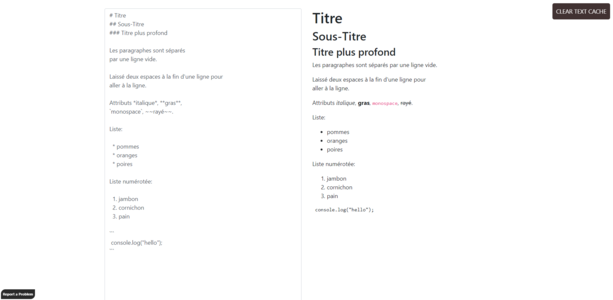 # Titre
## Sous-Titre
### Titre plus profond
Les paragraphes sont séparés
par une ligne vide.
Laissé deux espaces à la fin d'une ligne pour
aller à la ligne.
Attributs *italique*, **gras**,
`monospace`, ~~rayé~~.
Liste:
* pommes
* oranges
* poires
Liste numérotée:
1. jambon
2. cornichon
3. pain
```
console.log("hello");
```
Titre
Sous-Titre
Titre plus profond
Les paragraphes sont séparés par une ligne vide.
Laissé deux espaces à la fin d'une ligne pour
aller à la ligne.
Attributs italique, gras, monospace, rayé.
Liste:
• pommes
• oranges
• poires
Liste numérotée:
1. jambon
2. cornichon
3. pain
console.log("hello");
CLEAR TEXT CACHE
Report a Problem